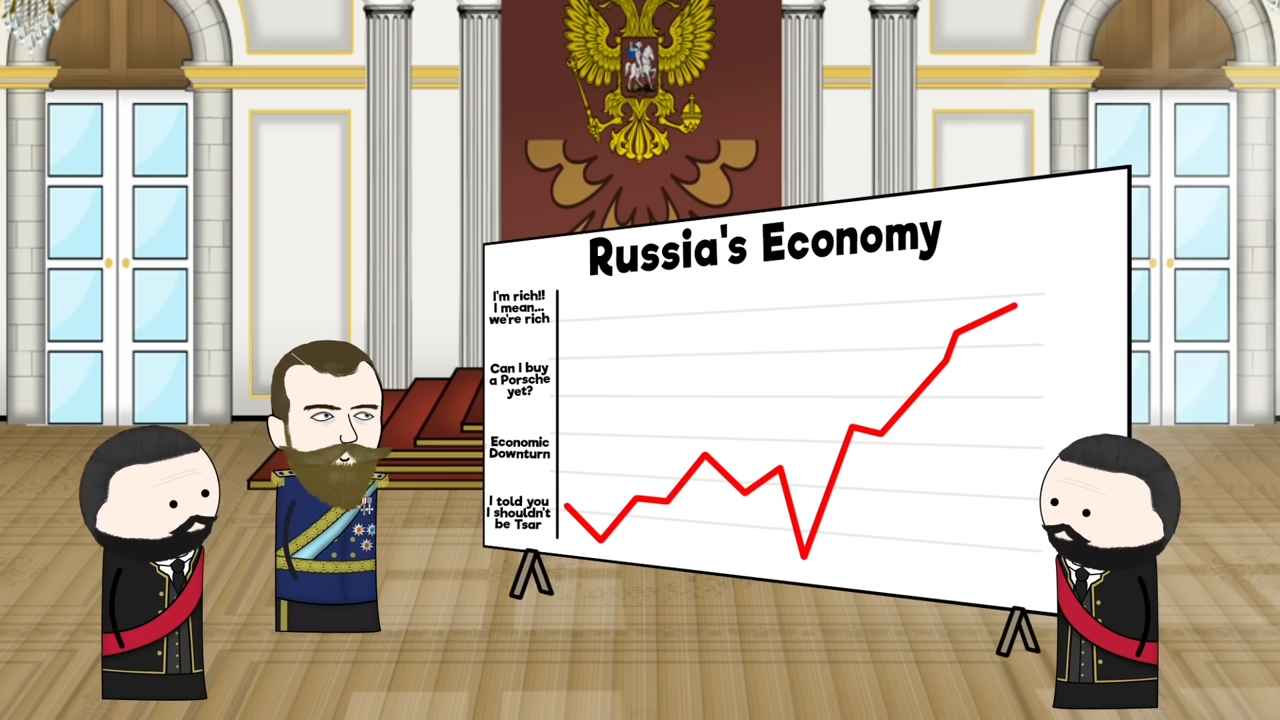 Russia's Economy
I'm rich!!
I mean...
we're rich
Can I buy
a Porsche
yet?
Economic
Downturn
I told you
I shouldn't
be Tsar